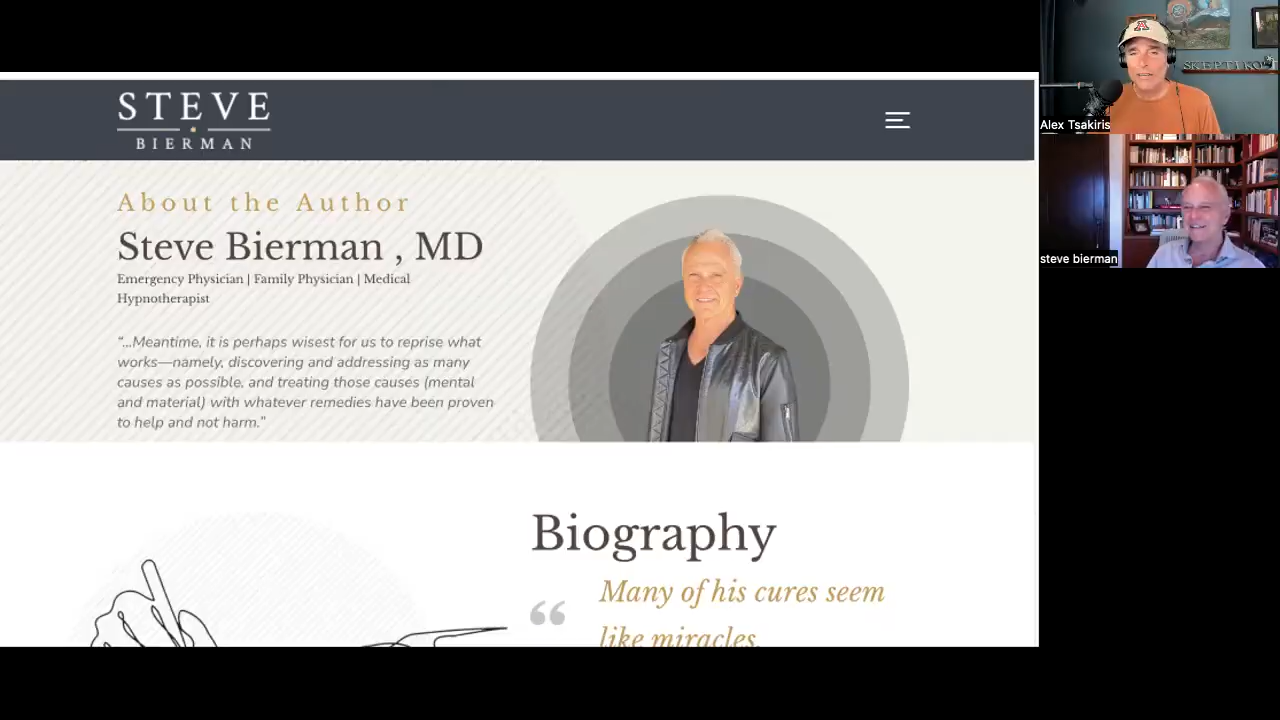 STEVE
BIERMAN
About the Author
Steve Bierman , MD
Emergency Physician | Family Physician | Medical
Hypnotherapist
“...Meantime, it is perhaps wisest for us to reprise what
works—namely, discovering and addressing as many
causes as possible, and treating those causes (mental
and material) with whatever remedies have been proven
to help and not harm.”
Biography
“
Many of his cures seem
like miracles.
A
SKEPTIKO
Alex Tsakiris
steve bierman